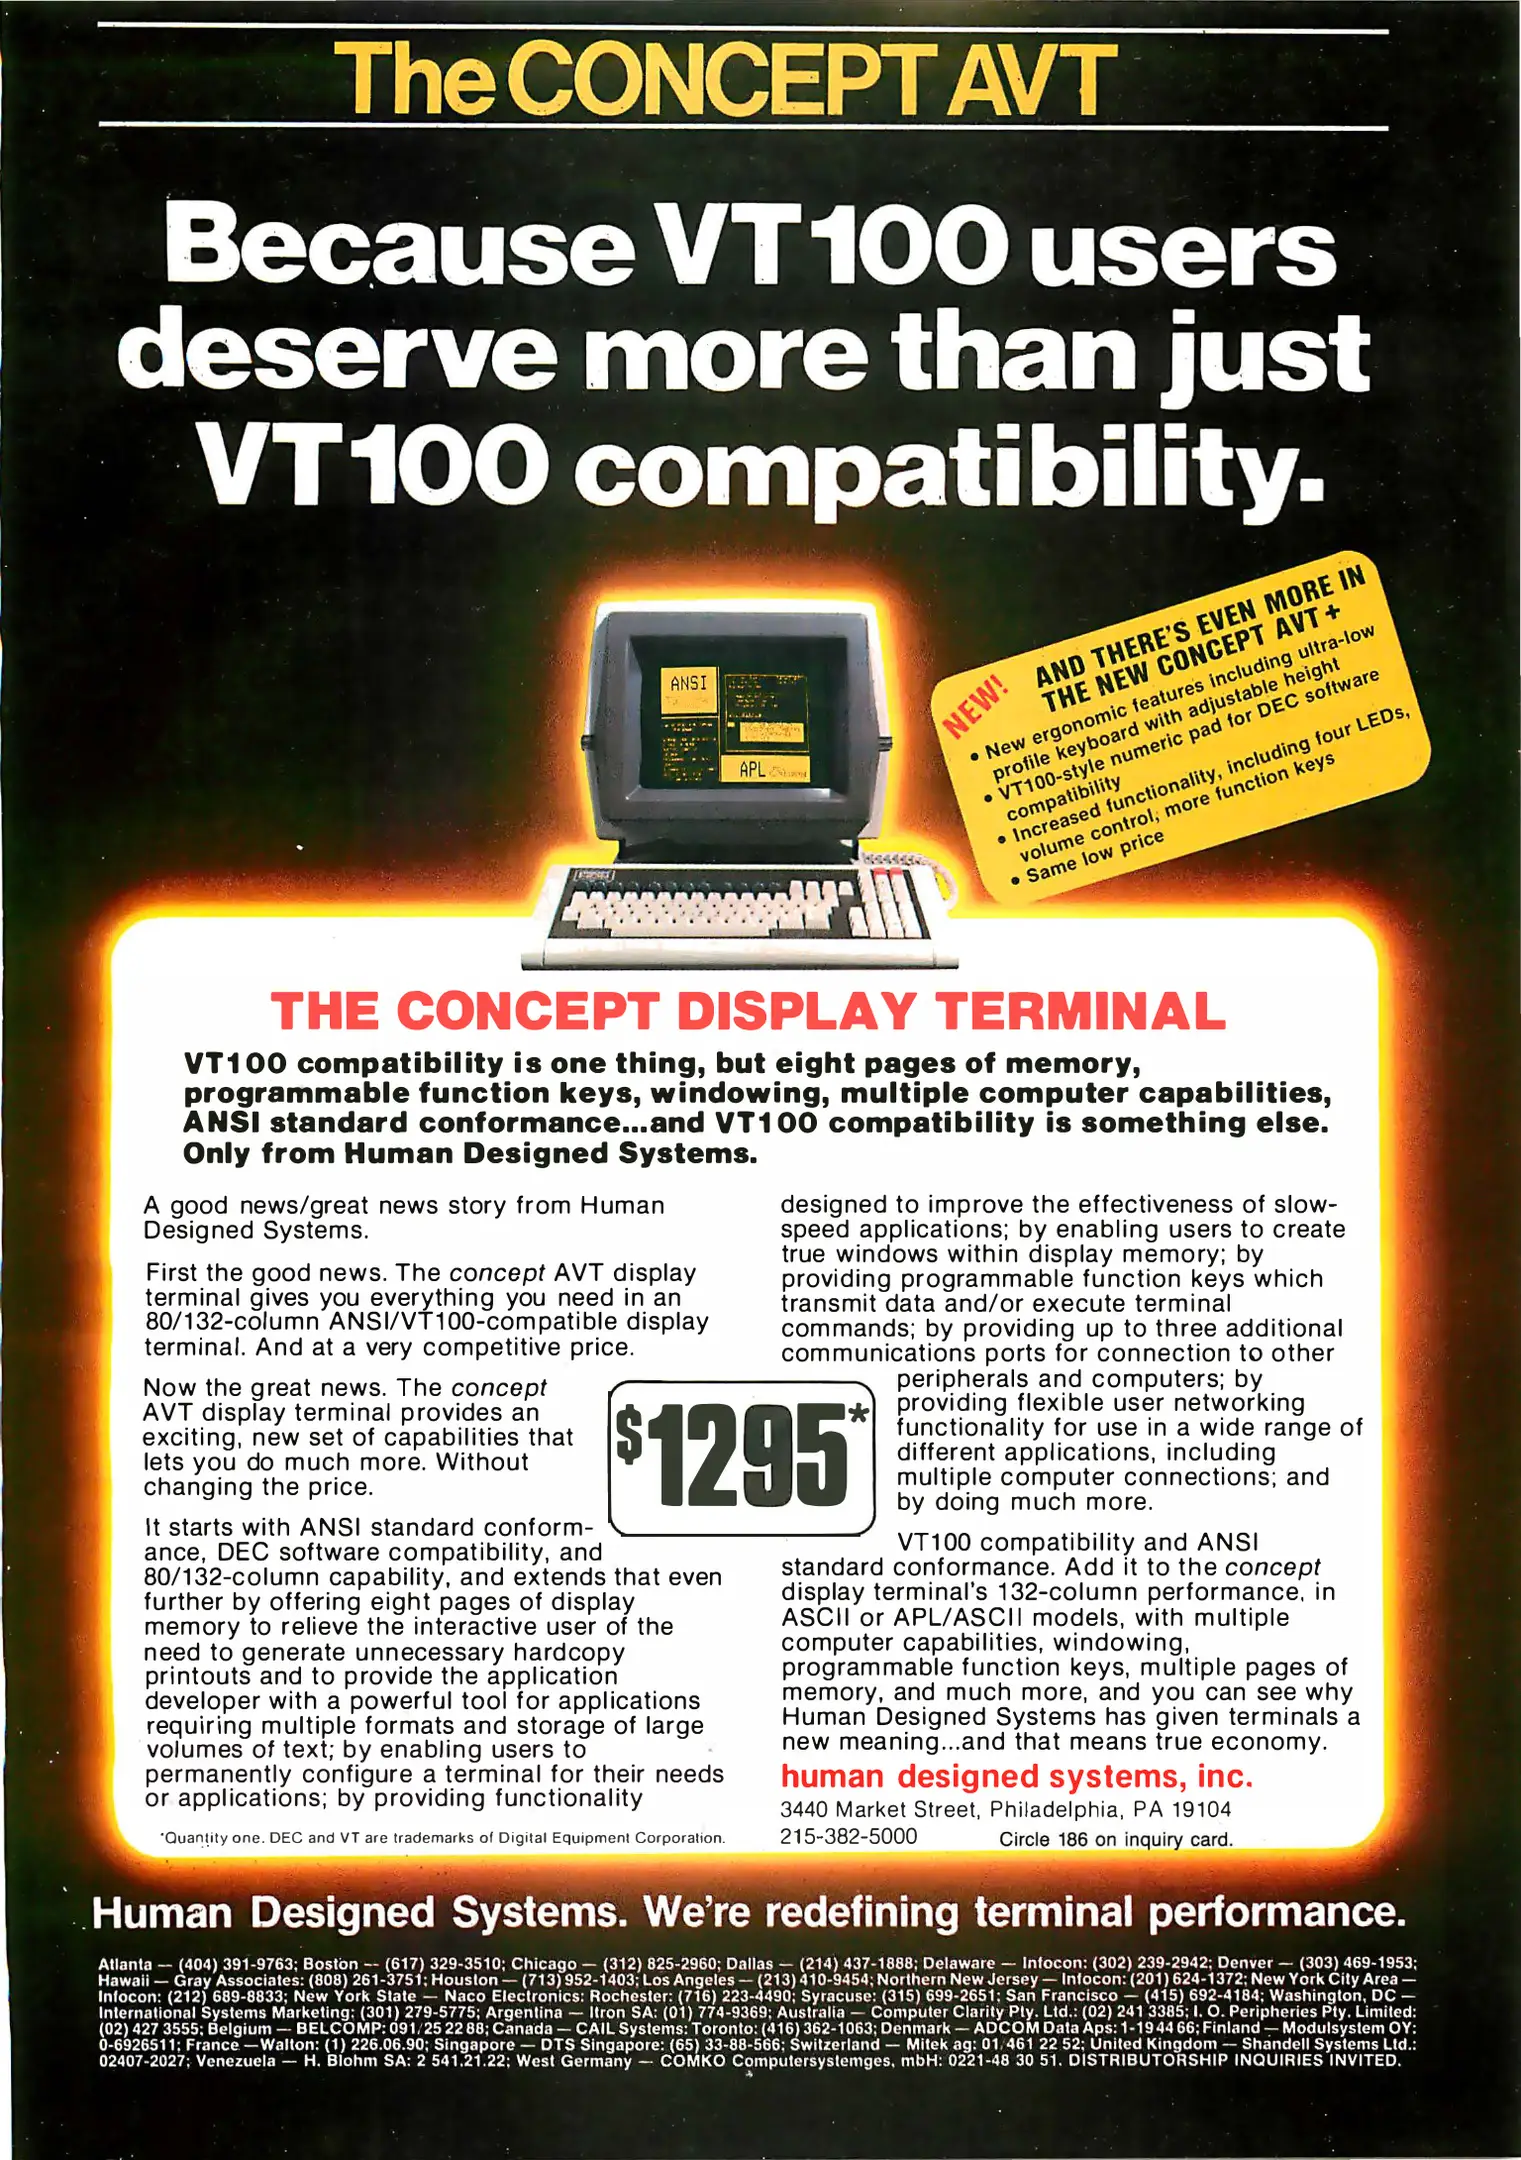 The CONCEPT AVT
Because VT100 users
deserve more than just
VT100 compatibility.
NEW!
AND THERE'S EVEN MORE IN
THE NEW CONCEPT AVT+
• New ergonomic features including ultra-low
profile keyboard with adjustable height
• VT100-style numeric pad for DEC software
compatibility
• Increased functionality, including four LEDs,
volume control, more function keys
• Same low price
ANSI
APL
THE CONCEPT DISPLAY TERMINAL
VT100 compatibility is one thing, but eight pages of memory,
programmable function keys, windowing, multiple computer capabilities,
ANSI standard conformance...and VT100 compatibility is something else.
Only from Human Designed Systems.
A good news/great news story from Human
Designed Systems.
First the good news. The concept AVT display
terminal gives you everything you need in an
80/132-column ANSI/VT100-compatible display
terminal. And at a very competitive price.
Now the great news. The concept
AVT display terminal provides an
exciting, new set of capabilities that
lets you do much more. Without
changing the price.
It starts with ANSI standard conform-
ance, DEC software compatibility, and
80/132-column capability, and extends that even
further by offering eight pages of display
memory to relieve the interactive user of the
need to generate unnecessary hardcopy
printouts and to provide the application
developer with a powerful tool for applications
requiring multiple formats and storage of large
volumes of text; by enabling users to
permanently configure a terminal for their needs
or applications; by providing functionality
*Quantity one. DEC and VT are trademarks of Digital Equipment Corporation.
$1295*
designed to improve the effectiveness of slow-
speed applications; by enabling users to create
true windows within display memory; by
providing programmable function keys which
transmit data and/or execute terminal
commands; by providing up to three additional
communications ports for connection to other
peripherals and computers; by
providing flexible user networking
functionality for use in a wide range of
different applications, including
multiple computer connections; and
by doing much more.
VT100 compatibility and ANSI
standard conformance. Add it to the concept
display terminal's 132-column performance, in
ASCII or APL/ASCII models, with multiple
computer capabilities, windowing,
programmable function keys, multiple pages of
memory, and much more, and you can see why
Human Designed Systems has given terminals a
new meaning...and that means true economy.
human designed systems, inc.
3440 Market Street, Philadelphia, PA 19104
215-382-5000 Circle 186 on inquiry card.
Human Designed Systems. We're redefining terminal performance.
Atlanta — (404) 391-9763; Boston — (617) 329-3510; Chicago — (312) 825-2960; Dallas — (214) 437-1888; Delaware — Infocon: (302) 239-2942; Denver — (303) 469-1953;
Hawaii — Gray Associates: (808) 261-3751; Houston — (713) 952-1403; Los Angeles — (213) 410-9454; Northern New Jersey — Infocon: (201) 624-1372; New York City Area —
Infocon: (212) 689-8833; New York State — Naco Electronics: Rochester: (716) 223-4490; Syracuse: (315) 699-2651; San Francisco — (415) 692-4184; Washington, DC —
International Systems Marketing: (301) 279-5775; Argentina — Itron SA: (01) 774-9369; Australia — Computer Clarity Pty. Ltd.: (02) 241 3385; I. O. Peripheries Pty. Limited:
(02) 427 3555; Belgium — BELCOMP: 091/25 22 88; Canada — CAIL Systems: Toronto: (416) 362-1063; Denmark — ADCOM Data Aps: 1-19 44 66; Finland — Modulsystem OY:
0-6926511; France — Walton: (1) 226.06.90; Singapore — DTS Singapore: (65) 33-88-566; Switzerland — Mitek ag: 01/461 22 52; United Kingdom — Shandell Systems Ltd.:
02407-2027; Venezuela — H. Blohm SA: 2 541.21.22; West Germany — COMKO Computersystemges, mbH: 0221-48 30 51. DISTRIBUTORSHIP INQUIRIES INVITED.